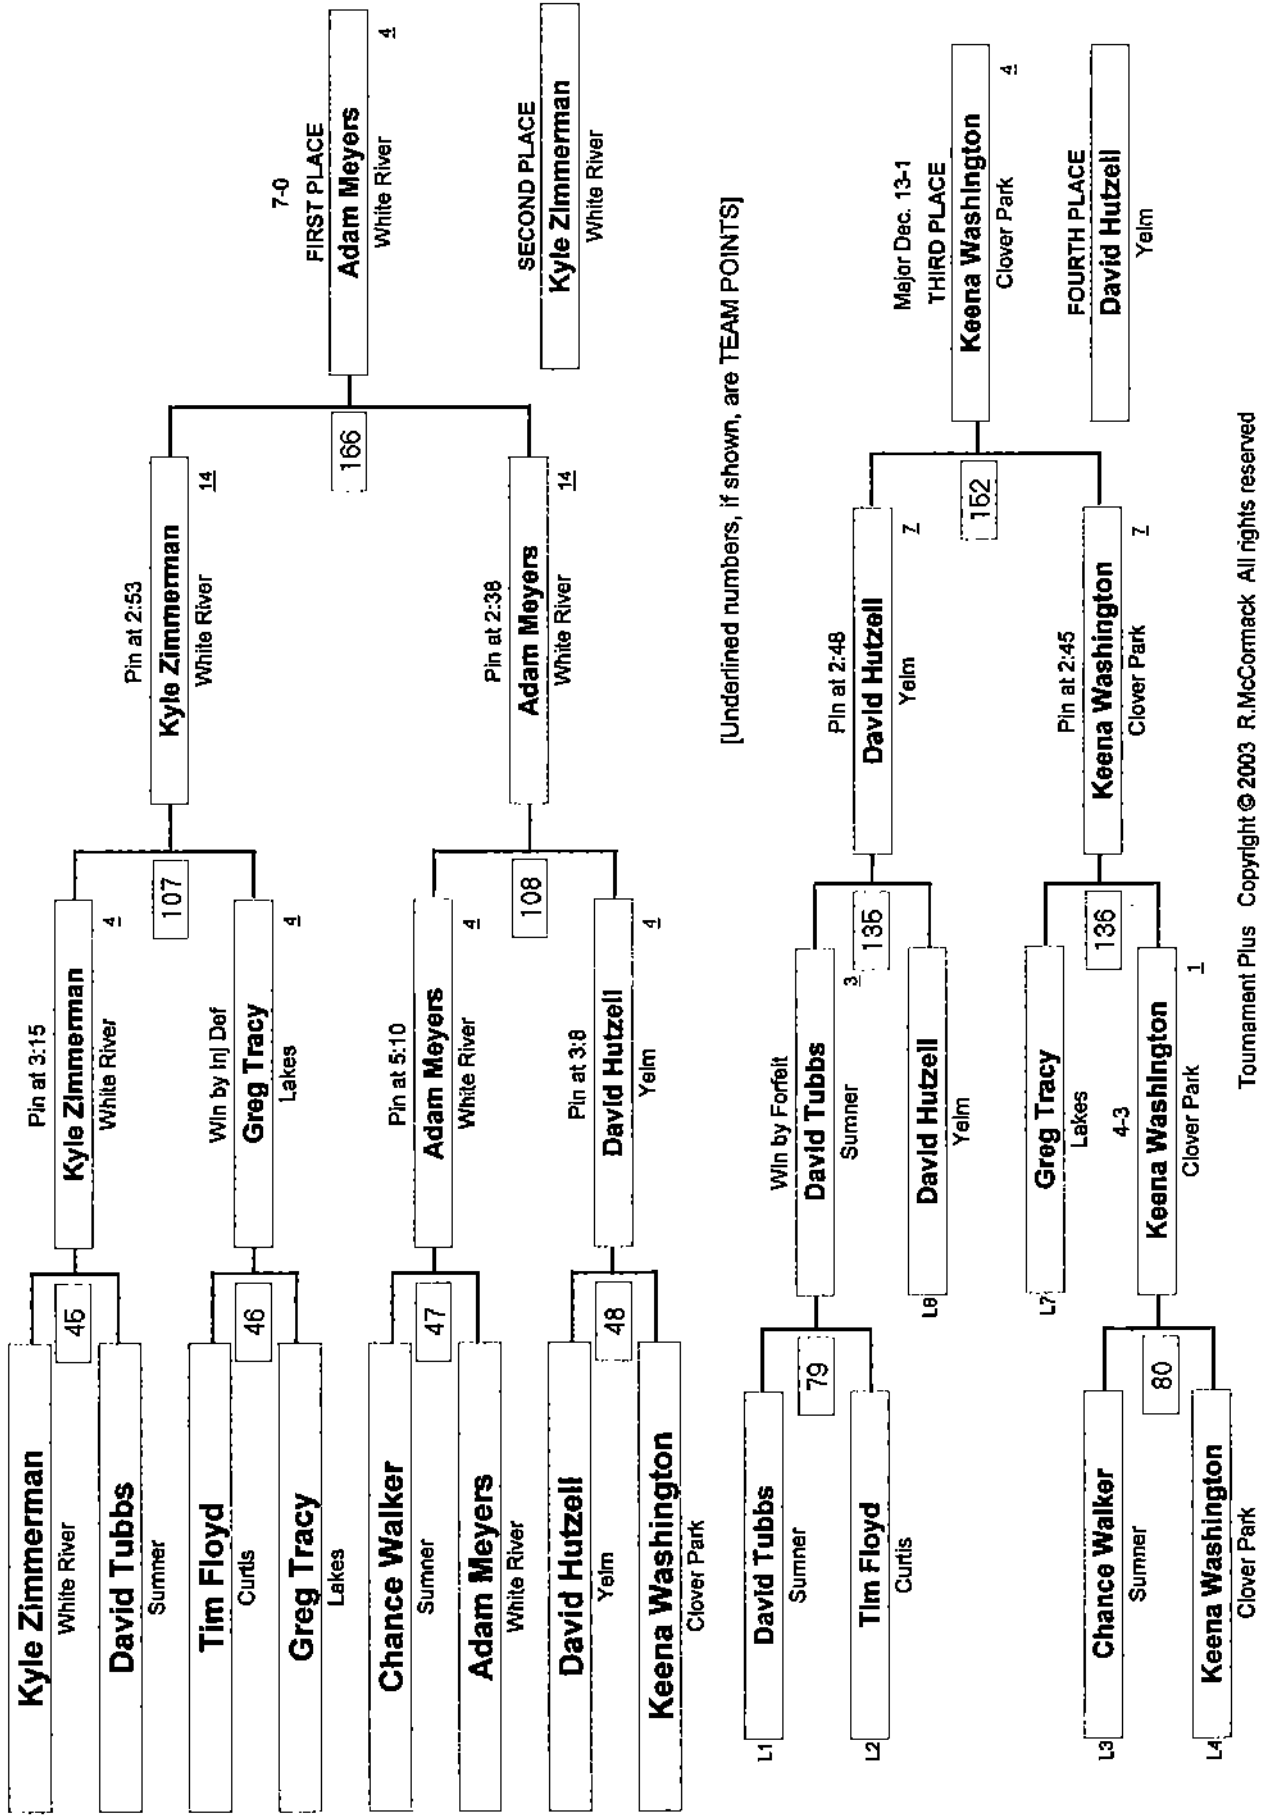 Kyle Zimmerman
White River
45
David Tubbs
Sumner
Tim Floyd
Curtis
46
Greg Tracy
Lakes
Chance Walker
Sumner
47
Adam Meyers
White River
David Hutzell
Yelm
48
Keena Washington
Clover Park
Pin at 3:15
Kyle Zimmerman
White River
4
107
Win by Inj Def
Greg Tracy
Lakes
4
Pin at 5:10
Adam Meyers
White River
4
108
Pin at 3:8
David Hutzell
Yelm
4
Pin at 2:53
Kyle Zimmerman
White River
14
166
Pin at 2:38
Adam Meyers
White River
14
7-0
FIRST PLACE
Adam Meyers
White River
4
SECOND PLACE
Kyle Zimmerman
White River
[Underlined numbers, if shown, are TEAM POINTS]
L1
David Tubbs
Sumner
79
L2
Tim Floyd
Curtis
L3
Chance Walker
Sumner
80
L4
Keena Washington
Clover Park
Win by Forfeit
David Tubbs
Sumner
3
135
L8
David Hutzell
Yelm
L7
Greg Tracy
Lakes
136
4-3
Keena Washington
Clover Park
1
Pin at 2:48
David Hutzell
Yelm
7
152
Pin at 2:45
Keena Washington
Clover Park
7
Major Dec. 13-1
THIRD PLACE
Keena Washington
Clover Park
4
FOURTH PLACE
David Hutzell
Yelm
Tournament Plus Copyright © 2003 R.McCormack All rights reserved